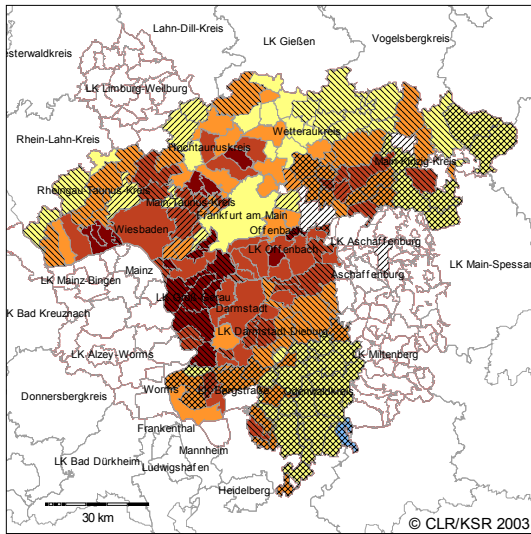 Lahn-Dill-Kreis
LK Gießen
Vogelsbergkreis
esterwaldkreis
LK Limburg-Weilburg
Rhein-Lahn-Kreis
Wetteraukreis
Hochtaunuskreis
Main-Kinzig-Kreis
Rheingau-Taunus-Kreis
Main-Taunus-Kreis
Frankfurt am Main
Wiesbaden
Offenbach
LK Offenbach
LK Aschaffenburg
LK Main-Spessar
Mainz
Aschaffenburg
LK Mainz-Bingen
LK Groß-Gerau
Darmstadt
K Bad Kreuznach
LK Darmstadt-Dieburg
LK Alzey-Worms
LK Miltenberg
Worms
LK Bergstraße
Odenwaldkreis
Donnersbergkreis
Frankenthal
Mannheim
LK Bad Dürkheim
Ludwigshafen
Heidelberg
30 km
© CLR/KSR 2003